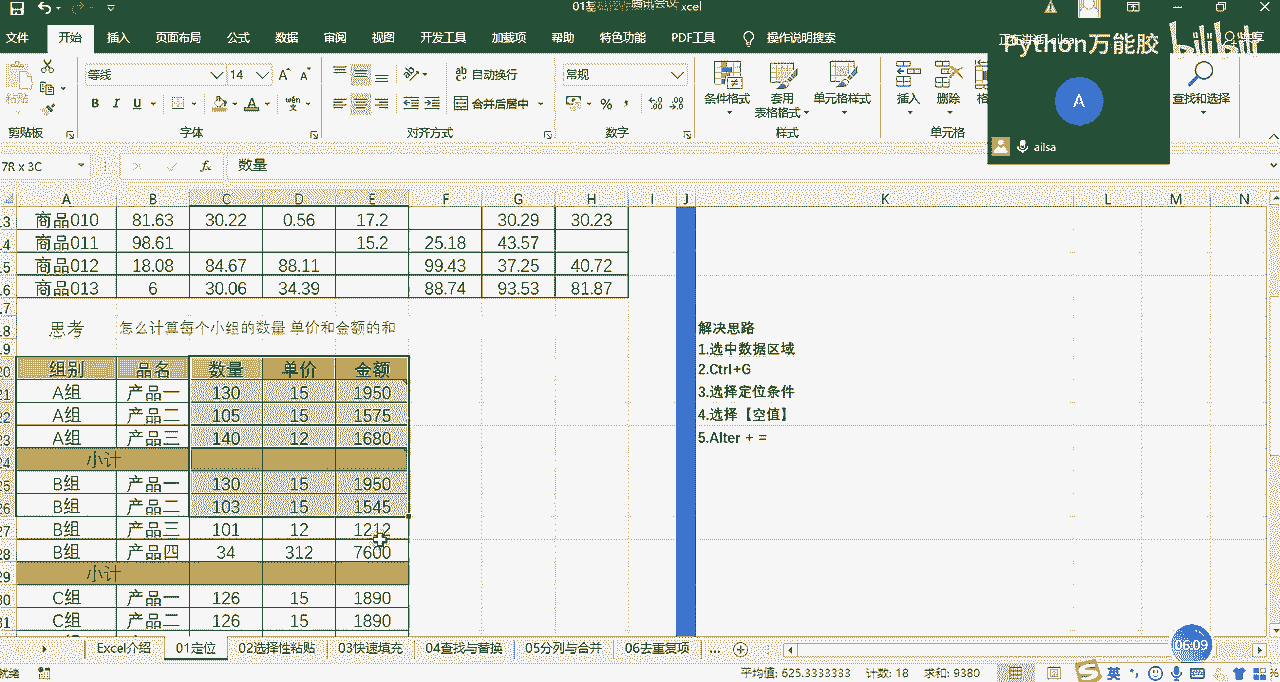 01基础操作 腾讯会议 xcel
文件 开始 插入 页面布局 公式 数据 审阅 视图 开发工具 加载项 帮助 特色功能 PDF工具 操作说明搜索
Python万能胶 bilibili
粘贴 等线 14 自动换行 常规 条件格式 套用表格格式 单元格样式 插入 删除 查找和选择
B I U 合并后居中
剪贴板 字体 对齐方式 数字 样式 单元格
A
ailsa
7R x 3C fx 数量
A B C D E F G H I J K L M N
13 商品010 81.63 30.22 0.56 17.2 30.29 30.23
14 商品011 98.61 15.2 25.18 43.57
15 商品012 18.08 84.67 88.11 99.43 37.25 40.72
16 商品013 6 30.06 34.39 88.74 93.53 81.87
思考 怎么计算每个小组的数量 单价和金额的和
解决思路
1.选中数据区域
2.Ctrl+G
3.选择定位条件
4.选择【空值】
5.Alter + =
组别 品名 数量 单价 金额
A组 产品一 130 15 1950
A组 产品二 105 15 1575
A组 产品三 140 12 1680
小计
B组 产品一 130 15 1950
B组 产品二 103 15 1545
B组 产品三 101 12 1212
B组 产品四 34 312 7600
小计
C组 产品一 126 15 1890
C组 产品二 126 15 1890
Excel介绍 01定位 02选择性粘贴 03快速填充 04查找与替换 05分列与合并 06去重复项 ...
06:09
就绪 平均值: 625.3333333 计数: 18 求和: 9380 英